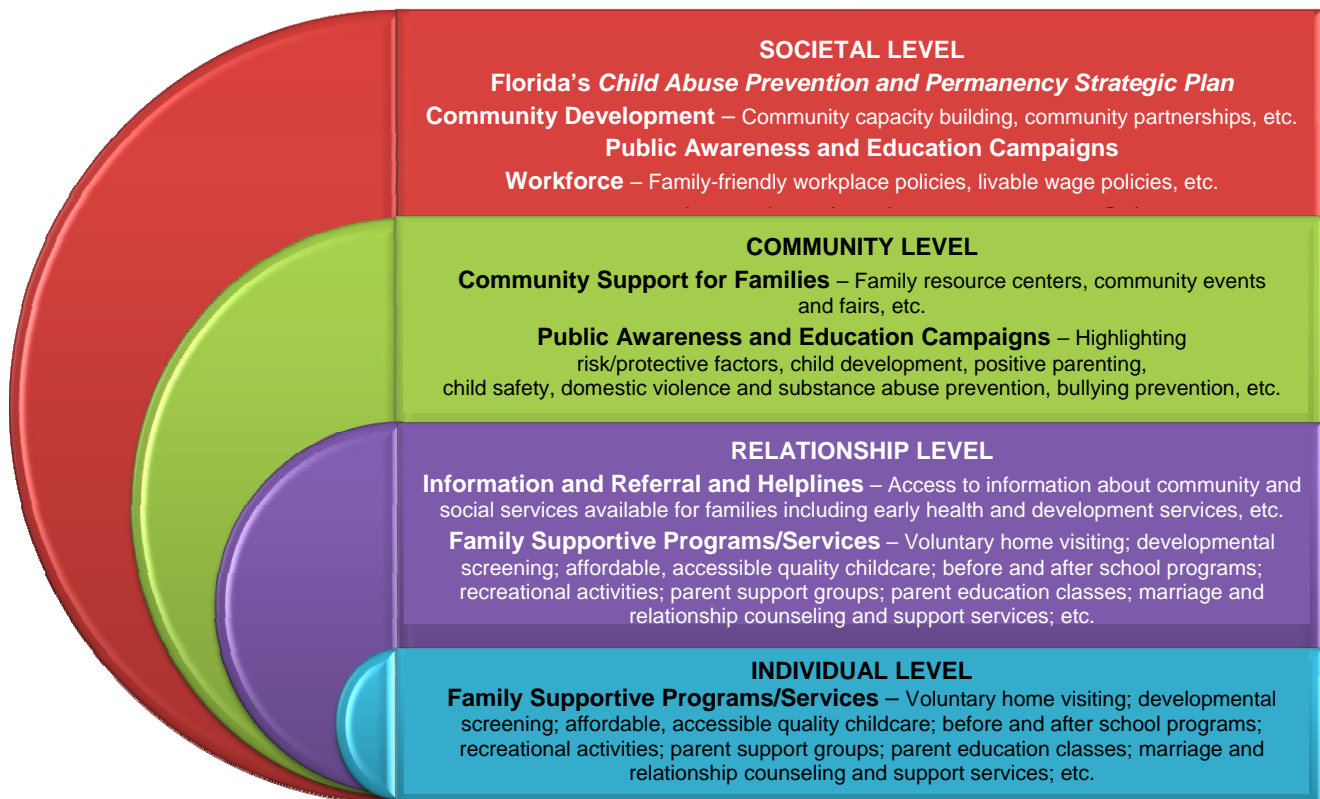 SOCIETAL LEVEL
Florida's Child Abuse Prevention and Permanency Strategic Plan
Community Development – Community capacity building, community partnerships, etc.
Public Awareness and Education Campaigns
Workforce – Family-friendly workplace policies, livable wage policies, etc.
COMMUNITY LEVEL
Community Support for Families – Family resource centers, community events
and fairs, etc.
Public Awareness and Education Campaigns – Highlighting
risk/protective factors, child development, positive parenting,
child safety, domestic violence and substance abuse prevention, bullying prevention, etc.
RELATIONSHIP LEVEL
Information and Referral and Helplines – Access to information about community and
social services available for families including early health and development services, etc.
Family Supportive Programs/Services – Voluntary home visiting; developmental
screening; affordable, accessible quality childcare; before and after school programs;
recreational activities; parent support groups; parent education classes; marriage and
relationship counseling and support services; etc.
INDIVIDUAL LEVEL
Family Supportive Programs/Services – Voluntary home visiting; developmental
screening; affordable, accessible quality childcare; before and after school programs;
recreational activities; parent support groups; parent education classes; marriage and
relationship counseling and support services; etc.